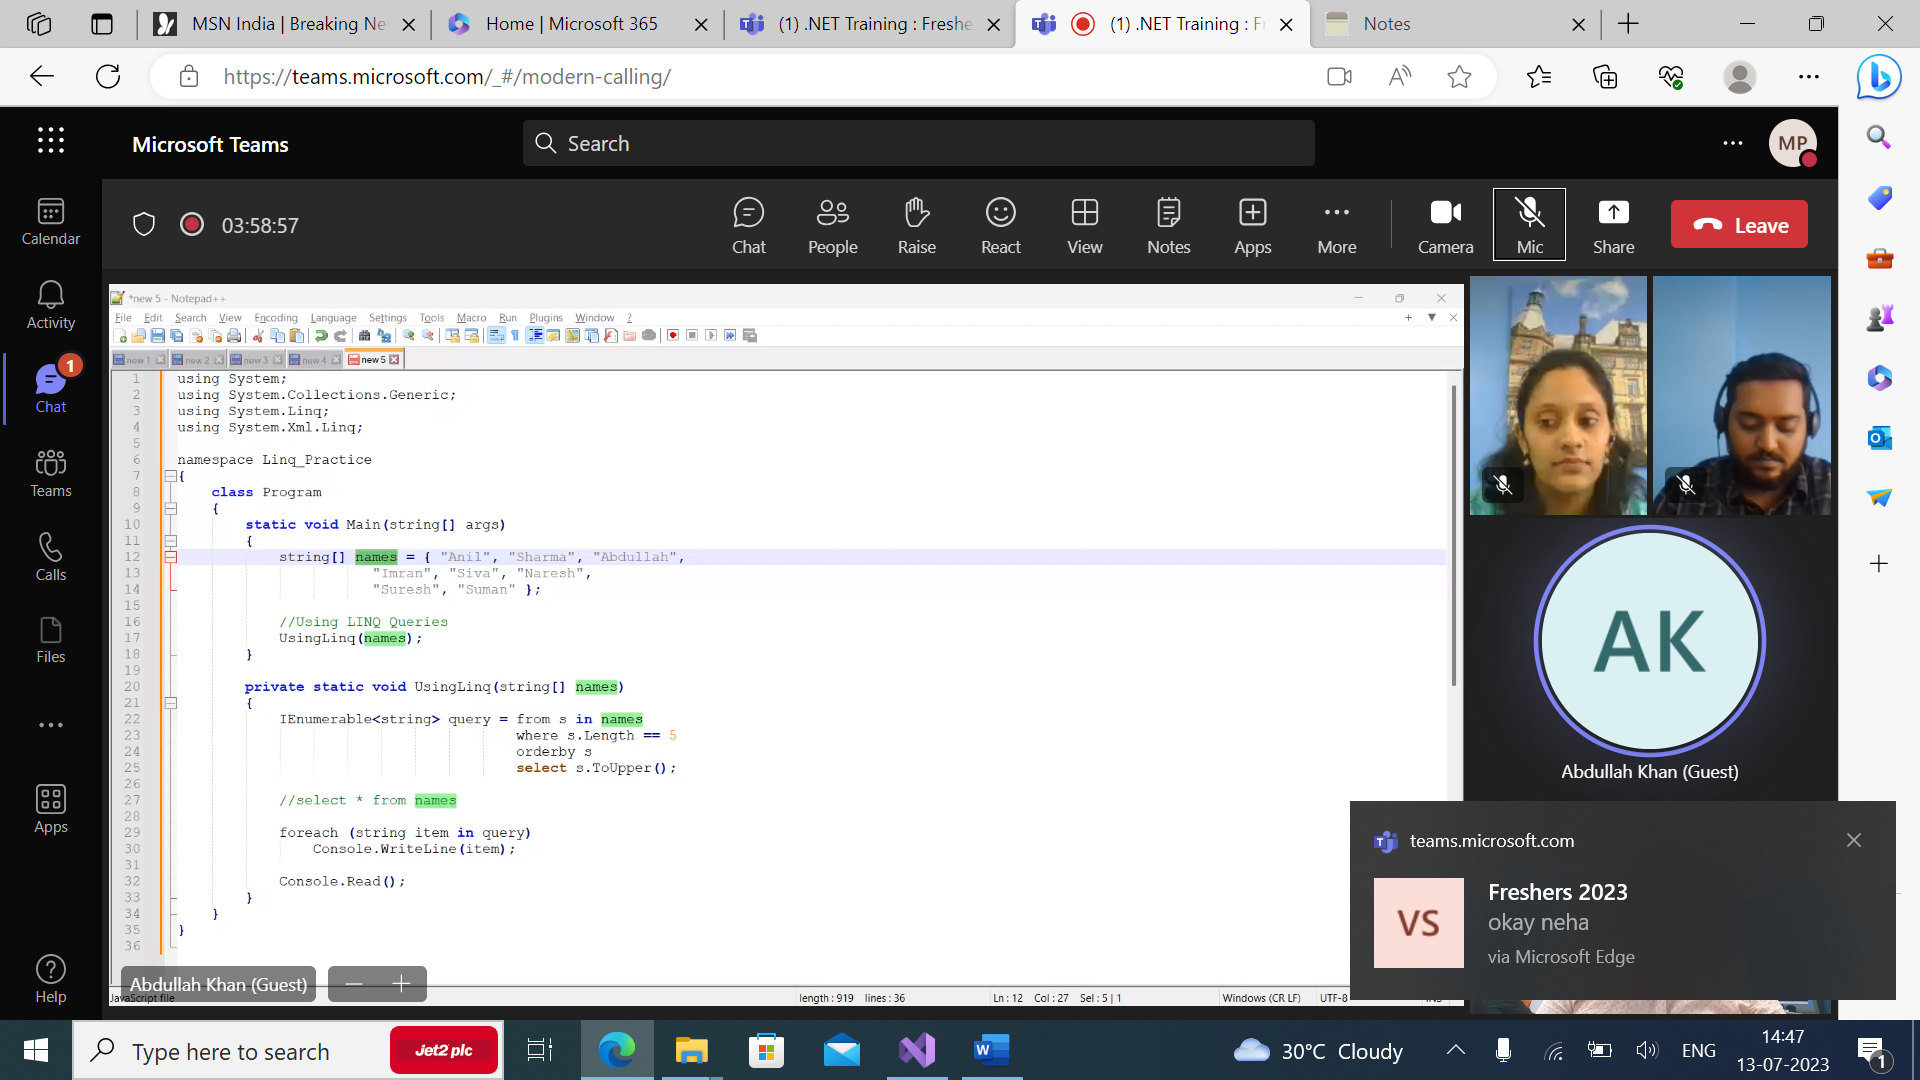 MSN India | Breaking Ne
Home | Microsoft 365
(1) .NET Training : Freshe
(1) .NET Training : Fr
Notes
https://teams.microsoft.com/_#/modern-calling/
Microsoft Teams
Search
MP
03:58:57
Chat
People
Raise
React
View
Notes
Apps
More
Camera
Mic
Share
Leave
Calendar
Activity
1
Chat
Teams
Calls
Files
Apps
Help
*new 5 - Notepad++
File Edit Search View Encoding Language Settings Tools Macro Run Plugins Window ?
new 1 new 2 new 3 new 4 new 5
1 using System;
2 using System.Collections.Generic;
3 using System.Linq;
4 using System.Xml.Linq;
5
6 namespace Linq_Practice
7 {
8 class Program
9 {
10 static void Main(string[] args)
11 {
12 string[] names = { "Anil", "Sharma", "Abdullah",
13 "Imran", "Siva", "Naresh",
14 "Suresh", "Suman" };
15
16 //Using LINQ Queries
17 UsingLinq(names);
18 }
19
20 private static void UsingLinq(string[] names)
21 {
22 IEnumerable<string> query = from s in names
23 where s.Length == 5
24 orderby s
25 select s.ToUpper();
26
27 //select * from names
28
29 foreach (string item in query)
30 Console.WriteLine(item);
31
32 Console.Read();
33 }
34 }
35 }
36
Abdullah Khan (Guest)
JavaScript file
length : 919 lines : 36
Ln : 12 Col : 27 Sel : 5 | 1
Windows (CR LF)
UTF-8
INS
AK
Abdullah Khan (Guest)
teams.microsoft.com
VS
Freshers 2023
okay neha
via Microsoft Edge
Type here to search
Jet2 plc
30°C Cloudy
ENG
14:47
13-07-2023
1